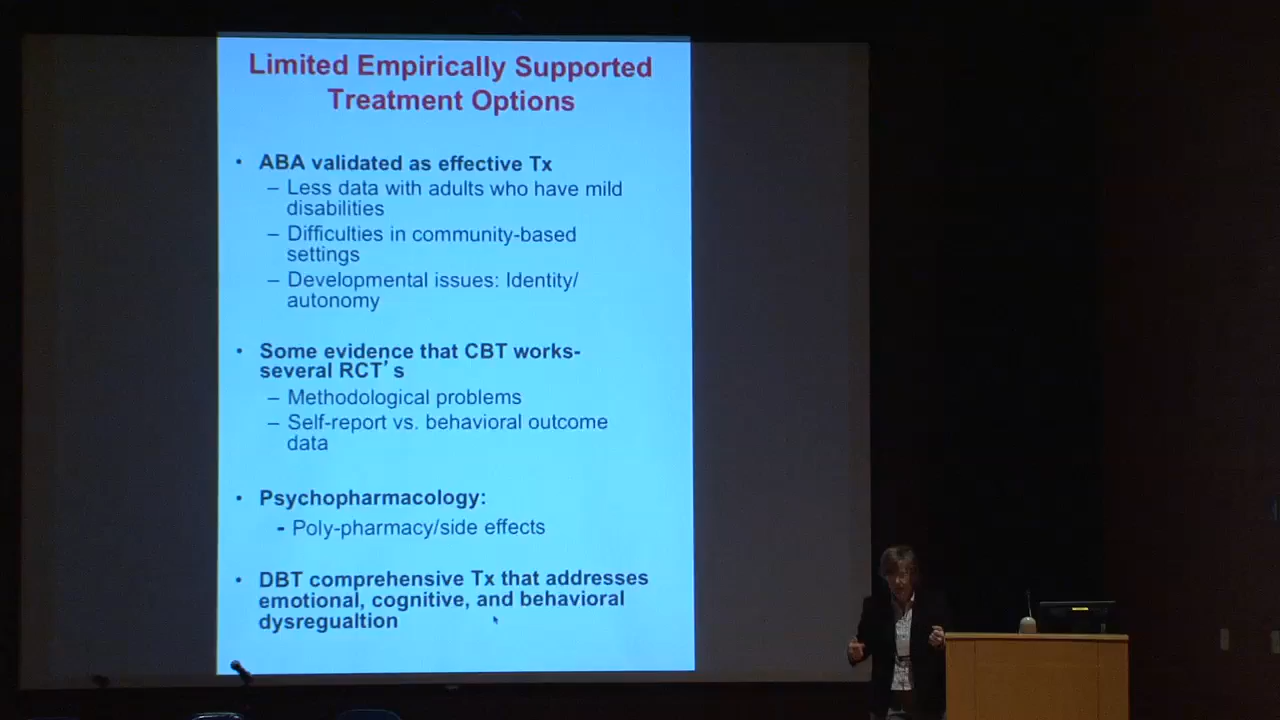 Limited Empirically Supported
Treatment Options
• ABA validated as effective Tx
– Less data with adults who have mild
disabilities
– Difficulties in community-based
settings
– Developmental issues: Identity/
autonomy
• Some evidence that CBT works-
several RCT's
– Methodological problems
– Self-report vs. behavioral outcome
data
• Psychopharmacology:
- Poly-pharmacy/side effects
• DBT comprehensive Tx that addresses
emotional, cognitive, and behavioral
dysregualtion